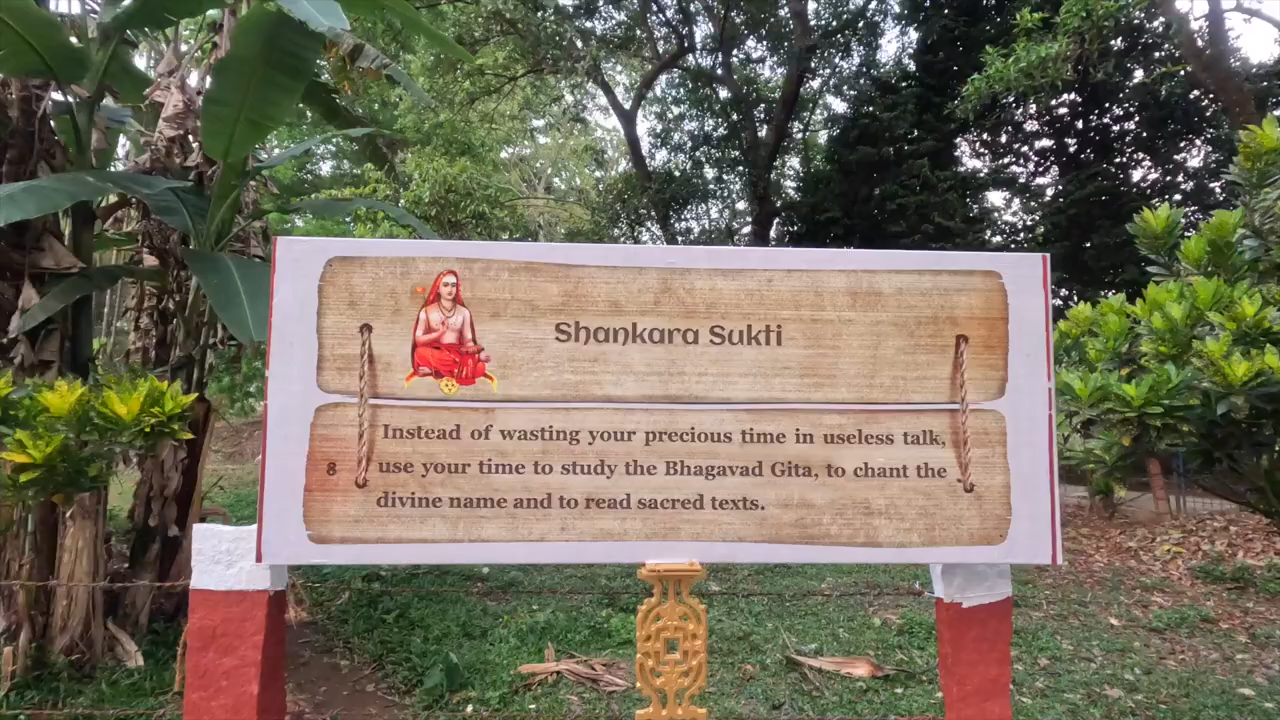 Shankara Sukti
Instead of wasting your precious time in useless talk,
8 use your time to study the Bhagavad Gita, to chant the
divine name and to read sacred texts.